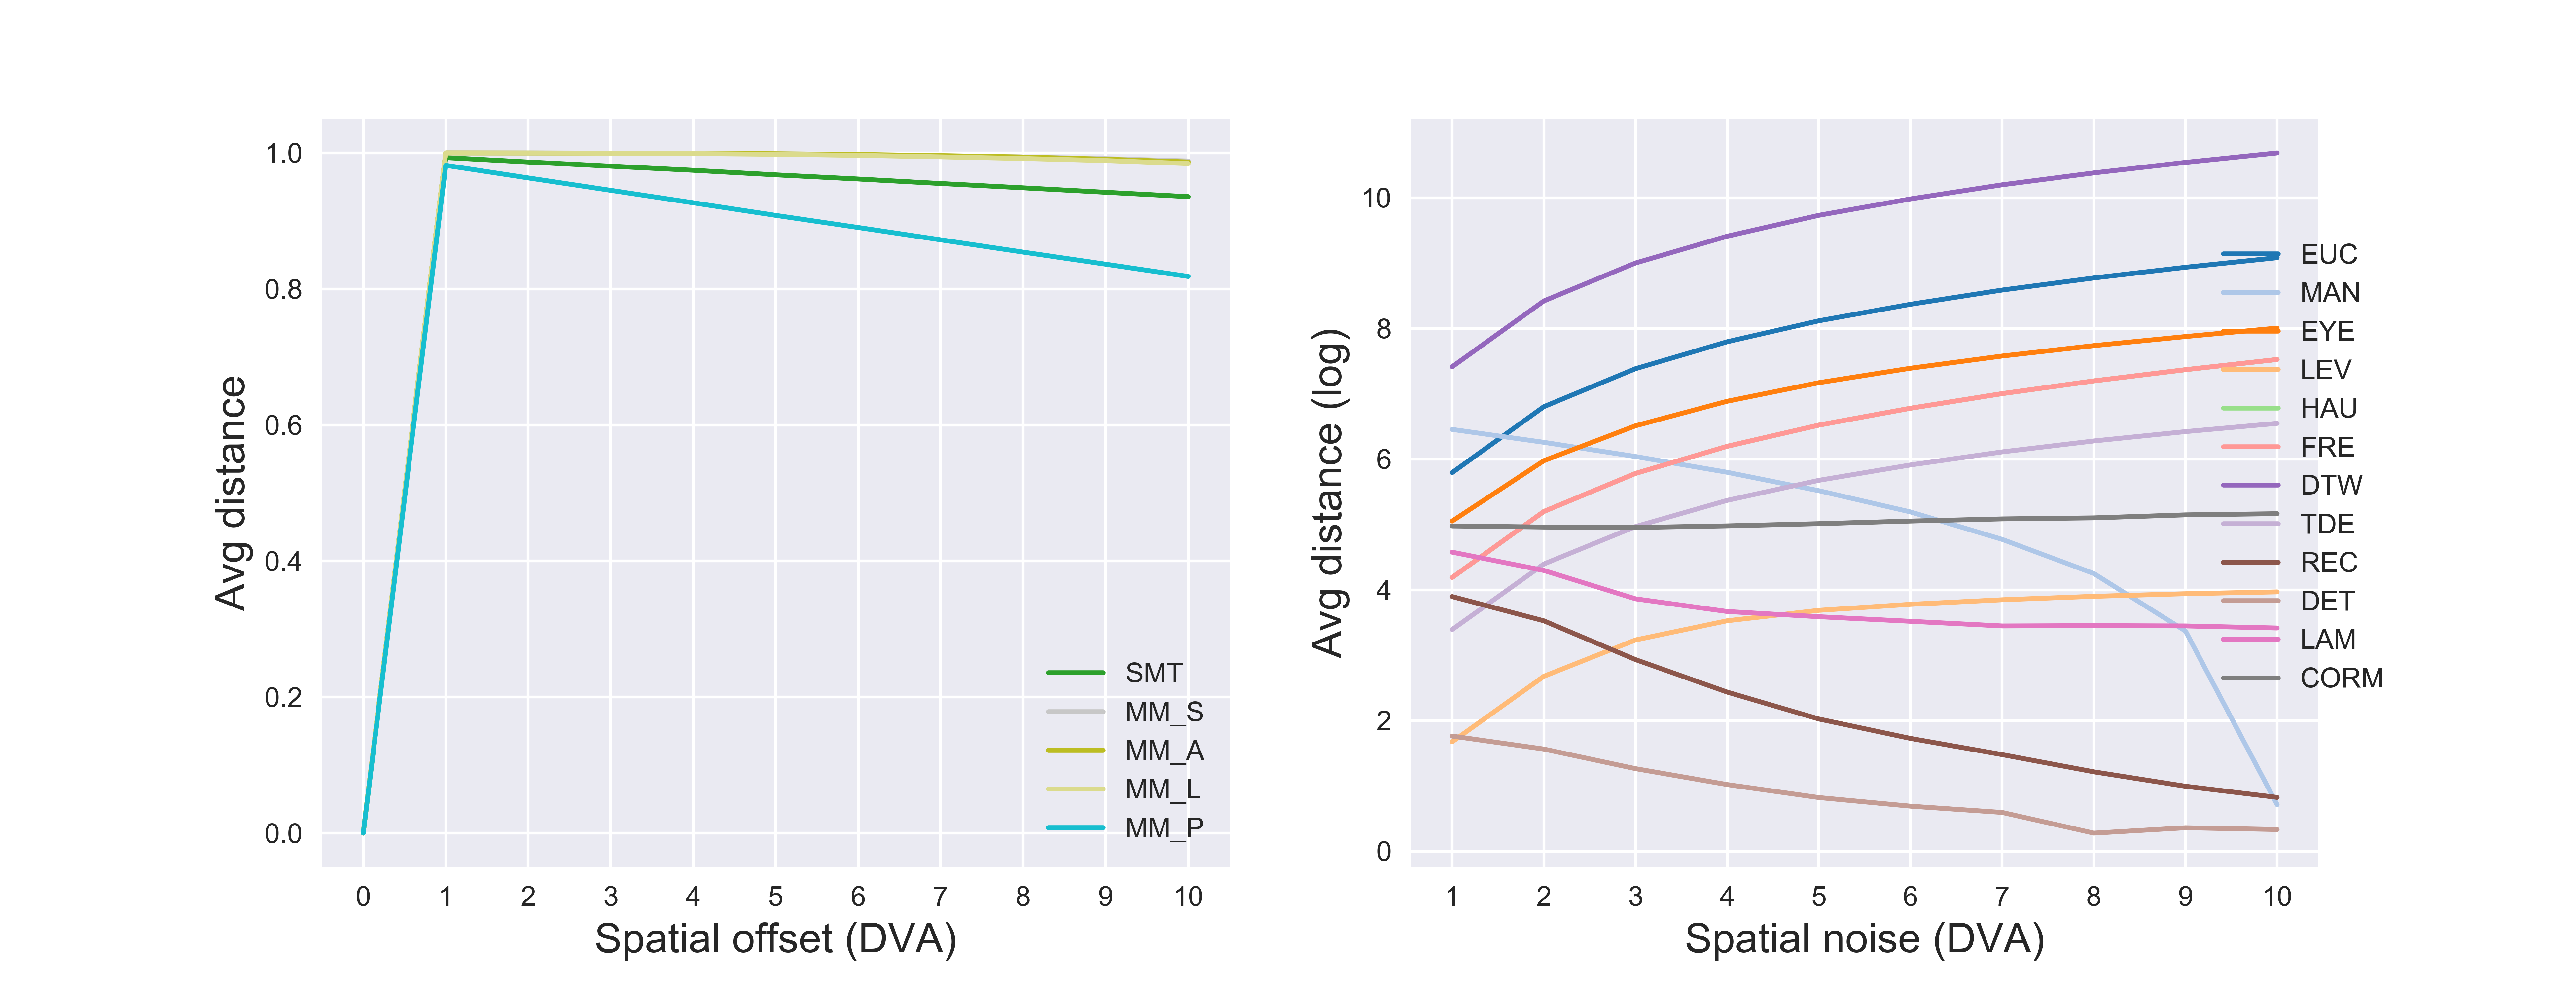 Avg distance
1.0
0.8
0.6
0.4
0.2
0.0
0 1 2 3 4 5 6 7 8 9 10
Spatial offset (DVA)
SMT
MM_S
MM_A
MM_L
MM_P
Avg distance (log)
10
8
6
4
2
0
1 2 3 4 5 6 7 8 9 10
Spatial noise (DVA)
EUC
MAN
EYE
LEV
HAU
FRE
DTW
TDE
REC
DET
LAM
CORM